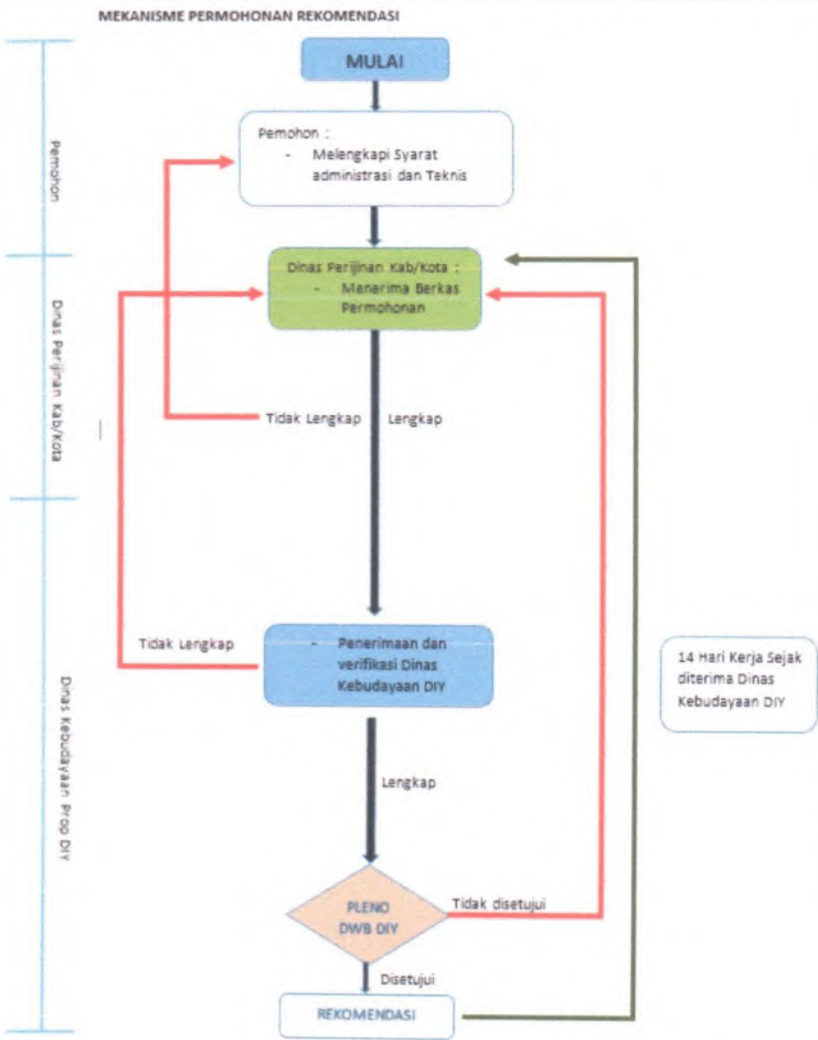 MEKANISME PERMOHONAN REKOMENDASI
MULAI
Pemohon :
- Melengkapi Syarat
administrasi dan Teknis
Pemohon
Dinas Perijinan Kab/Kota :
- Menerima Berkas
Permohonan
Dinas Perijinan Kab/Kota
Tidak Lengkap
Lengkap
Tidak Lengkap
- Penerimaan dan
verifikasi Dinas
Kebudayaan DIY
14 Hari Kerja Sejak
diterima Dinas
Kebudayaan DIY
Dinas Kebudayaan Prop DIY
Lengkap
PLENO
DWB DIY
Tidak disetujui
Disetujui
REKOMENDASI